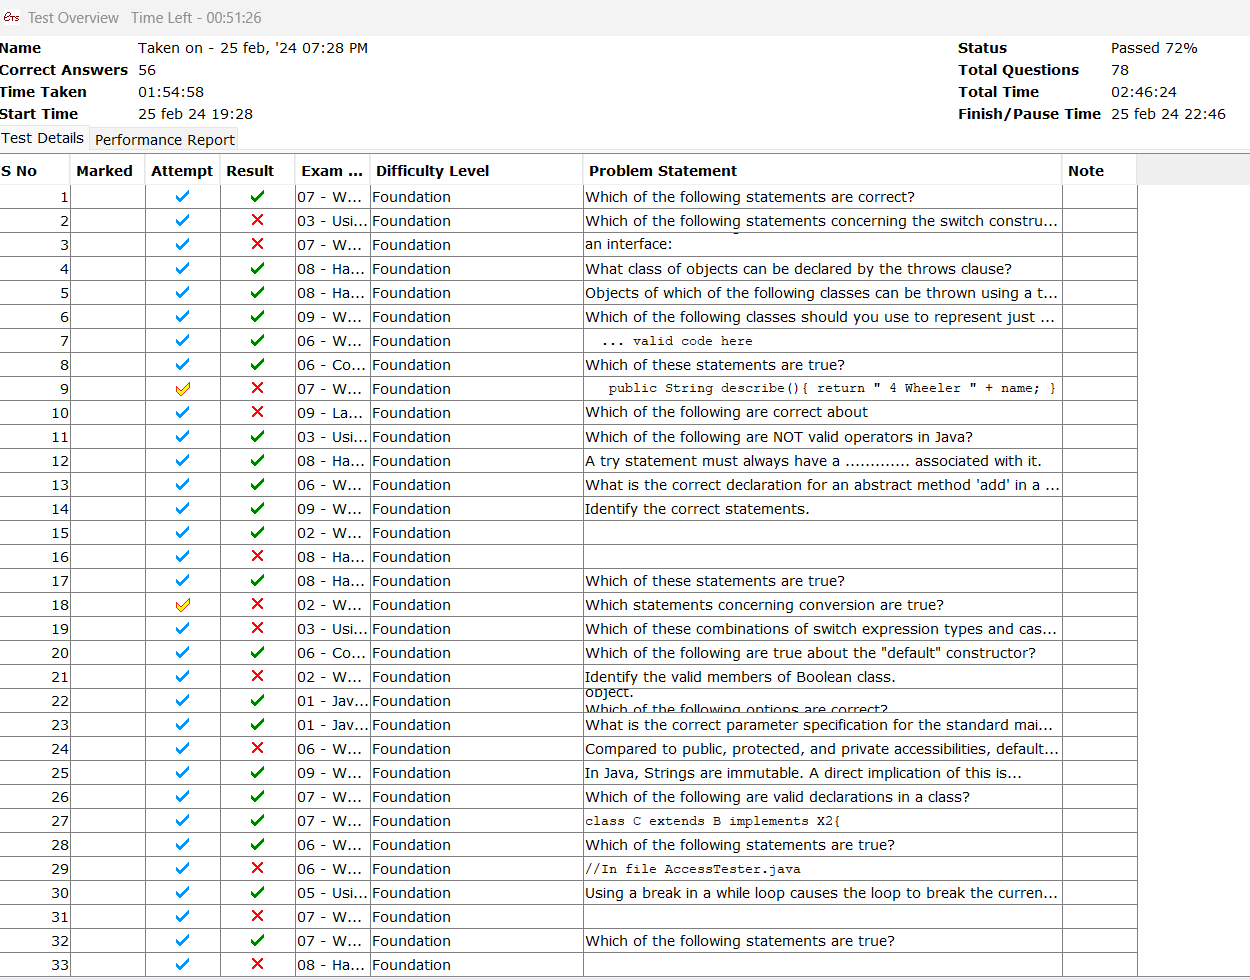 ETS Test Overview Time Left - 00:51:26
Name Taken on - 25 feb, '24 07:28 PM Status Passed 72%
Correct Answers 56 Total Questions 78
Time Taken 01:54:58 Total Time 02:46:24
Start Time 25 feb 24 19:28 Finish/Pause Time 25 feb 24 22:46
Test Details Performance Report
S No Marked Attempt Result Exam ... Difficulty Level Problem Statement Note
1 07 - W... Foundation Which of the following statements are correct?
2 03 - Usi... Foundation Which of the following statements concerning the switch constru...
3 07 - W... Foundation an interface:
4 08 - Ha... Foundation What class of objects can be declared by the throws clause?
5 08 - Ha... Foundation Objects of which of the following classes can be thrown using a t...
6 09 - W... Foundation Which of the following classes should you use to represent just ...
7 06 - W... Foundation ... valid code here
8 06 - Co... Foundation Which of these statements are true?
9 07 - W... Foundation public String describe(){ return " 4 Wheeler " + name; }
10 09 - La... Foundation Which of the following are correct about
11 03 - Usi... Foundation Which of the following are NOT valid operators in Java?
12 08 - Ha... Foundation A try statement must always have a ............. associated with it.
13 06 - W... Foundation What is the correct declaration for an abstract method 'add' in a ...
14 09 - W... Foundation Identify the correct statements.
15 02 - W... Foundation
16 08 - Ha... Foundation
17 08 - Ha... Foundation Which of these statements are true?
18 02 - W... Foundation Which statements concerning conversion are true?
19 03 - Usi... Foundation Which of these combinations of switch expression types and cas...
20 06 - Co... Foundation Which of the following are true about the "default" constructor?
21 02 - W... Foundation Identify the valid members of Boolean class.
22 01 - Jav... Foundation object.
Which of the following options are correct?
23 01 - Jav... Foundation What is the correct parameter specification for the standard mai...
24 06 - W... Foundation Compared to public, protected, and private accessibilities, default...
25 09 - W... Foundation In Java, Strings are immutable. A direct implication of this is...
26 07 - W... Foundation Which of the following are valid declarations in a class?
27 07 - W... Foundation class C extends B implements X2{
28 06 - W... Foundation Which of the following statements are true?
29 06 - W... Foundation //In file AccessTester.java
30 05 - Usi... Foundation Using a break in a while loop causes the loop to break the curren...
31 07 - W... Foundation
32 07 - W... Foundation Which of the following statements are true?
33 08 - Ha... Foundation